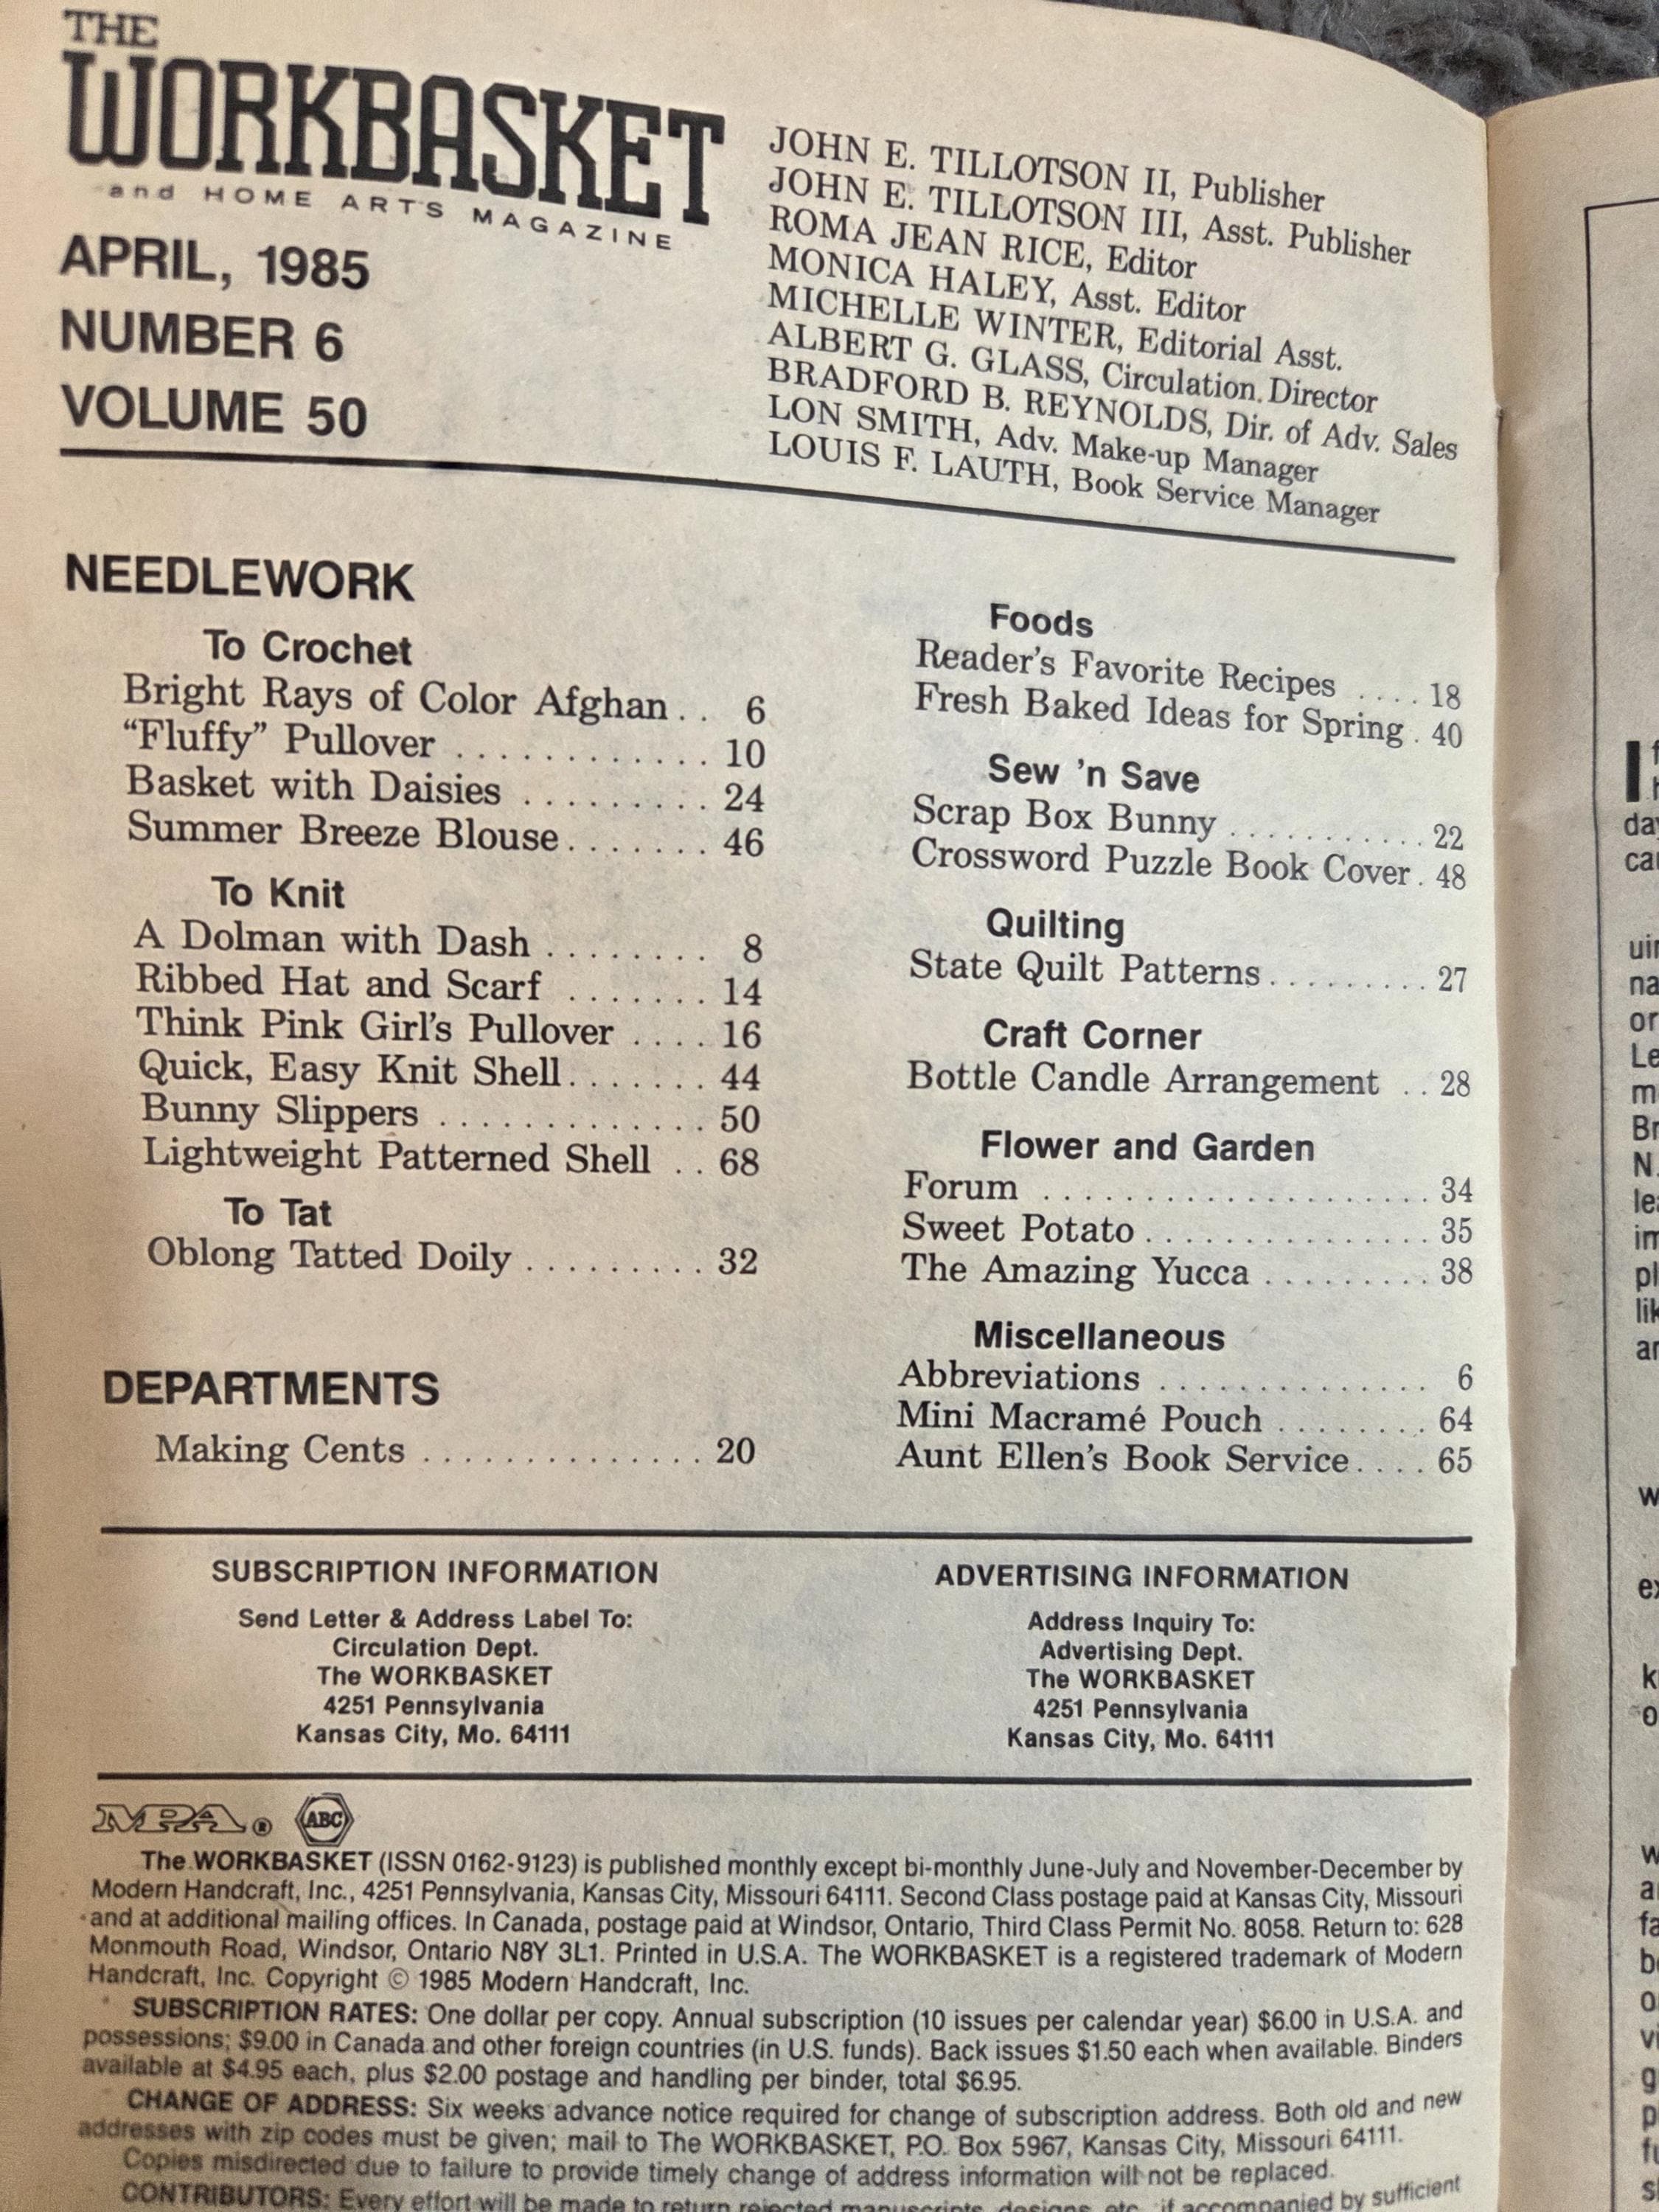 THE
WORKBASKET
and HOME ARTS MAGAZINE
APRIL, 1985
NUMBER 6
VOLUME 50
JOHN E. TILLOTSON II, Publisher
JOHN E. TILLOTSON III, Asst. Publisher
ROMA JEAN RICE, Editor
MONICA HALEY, Asst. Editor
MICHELLE WINTER, Editorial Asst.
ALBERT G. GLASS, Circulation Director
BRADFORD B. REYNOLDS, Dir. of Adv. Sales
LON SMITH, Adv. Make-up Manager
LOUIS F. LAUTH, Book Service Manager
NEEDLEWORK
To Crochet
Bright Rays of Color Afghan . . 6
“Fluffy” Pullover . . . . . . . . . . . . . 10
Basket with Daisies . . . . . . . . . 24
Summer Breeze Blouse . . . . . . . 46
To Knit
A Dolman with Dash . . . . . . . . 8
Ribbed Hat and Scarf . . . . . . . 14
Think Pink Girl's Pullover . . . . 16
Quick, Easy Knit Shell . . . . . . . 44
Bunny Slippers . . . . . . . . . . . . . 50
Lightweight Patterned Shell . . 68
To Tat
Oblong Tatted Doily . . . . . . . . . 32
DEPARTMENTS
Making Cents . . . . . . . . . . . . . . 20
Foods
Reader's Favorite Recipes . . . . 18
Fresh Baked Ideas for Spring . 40
Sew 'n Save
Scrap Box Bunny . . . . . . . . . . 22
Crossword Puzzle Book Cover . 48
Quilting
State Quilt Patterns . . . . . . . . . 27
Craft Corner
Bottle Candle Arrangement . . 28
Flower and Garden
Forum . . . . . . . . . . . . . . . . . . . 34
Sweet Potato . . . . . . . . . . . . . . . 35
The Amazing Yucca . . . . . . . . . 38
Miscellaneous
Abbreviations . . . . . . . . . . . . . . 6
Mini Macramé Pouch . . . . . . . . 64
Aunt Ellen's Book Service . . . . 65
SUBSCRIPTION INFORMATION
Send Letter & Address Label To:
Circulation Dept.
The WORKBASKET
4251 Pennsylvania
Kansas City, Mo. 64111
ADVERTISING INFORMATION
Address Inquiry To:
Advertising Dept.
The WORKBASKET
4251 Pennsylvania
Kansas City, Mo. 64111
MPA® ABC
The WORKBASKET (ISSN 0162-9123) is published monthly except bi-monthly June-July and November-December by
Modern Handcraft, Inc., 4251 Pennsylvania, Kansas City, Missouri 64111. Second Class postage paid at Kansas City, Missouri
and at additional mailing offices. In Canada, postage paid at Windsor, Ontario, Third Class Permit No. 8058. Return to: 628
Monmouth Road, Windsor, Ontario N8Y 3L1. Printed in U.S.A. The WORKBASKET is a registered trademark of Modern
Handcraft, Inc. Copyright © 1985 Modern Handcraft, Inc.
SUBSCRIPTION RATES: One dollar per copy. Annual subscription (10 issues per calendar year) $6.00 in U.S.A. and
possessions; $9.00 in Canada and other foreign countries (in U.S. funds). Back issues $1.50 each when available. Binders
available at $4.95 each, plus $2.00 postage and handling per binder, total $6.95.
CHANGE OF ADDRESS: Six weeks advance notice required for change of subscription address. Both old and new
addresses with zip codes must be given; mail to The WORKBASKET, P.O. Box 5967, Kansas City, Missouri 64111.
Copies misdirected due to failure to provide timely change of address information will not be replaced.
CONTRIBUTORS: Every effort will be made to return rejected manuscripts, designs, etc., if accompanied by sufficient